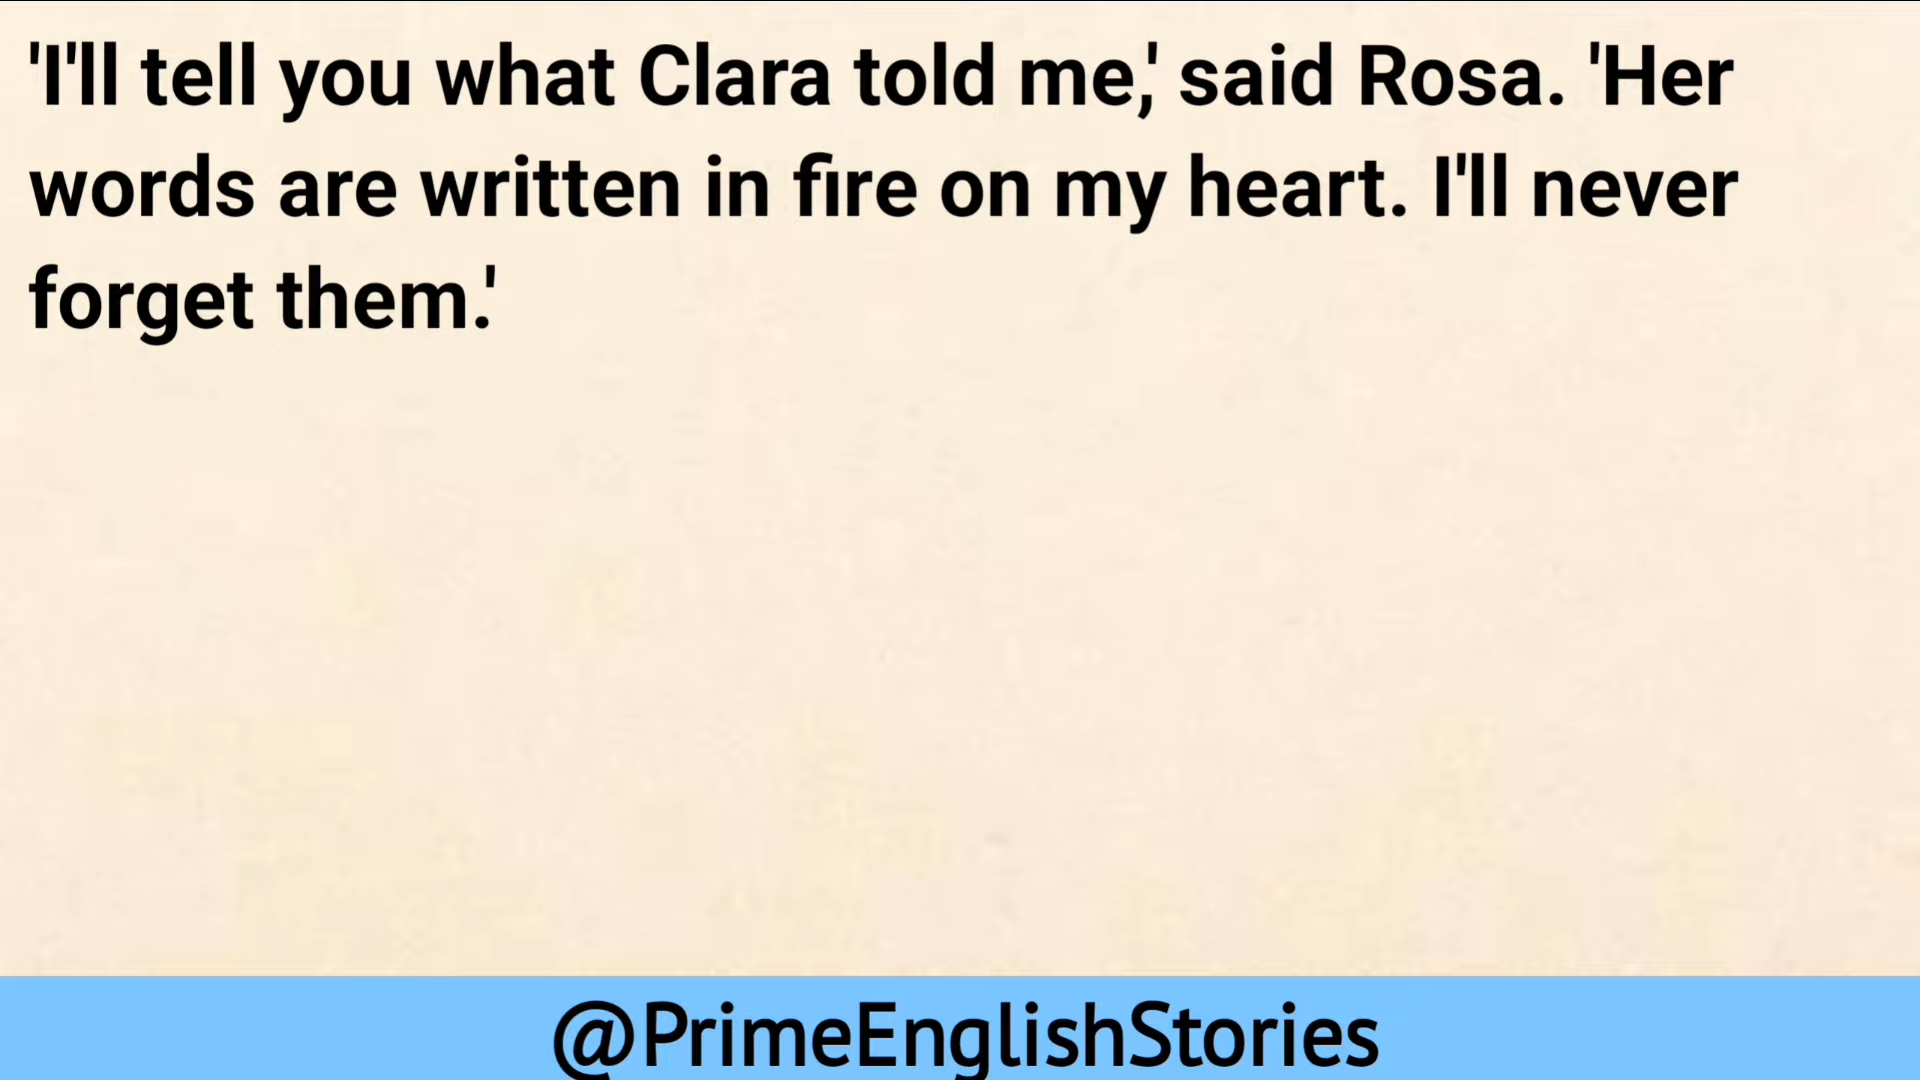 'I'll tell you what Clara told me,' said Rosa. 'Her
words are written in fire on my heart. I'll never
forget them.'
@PrimeEnglishStories